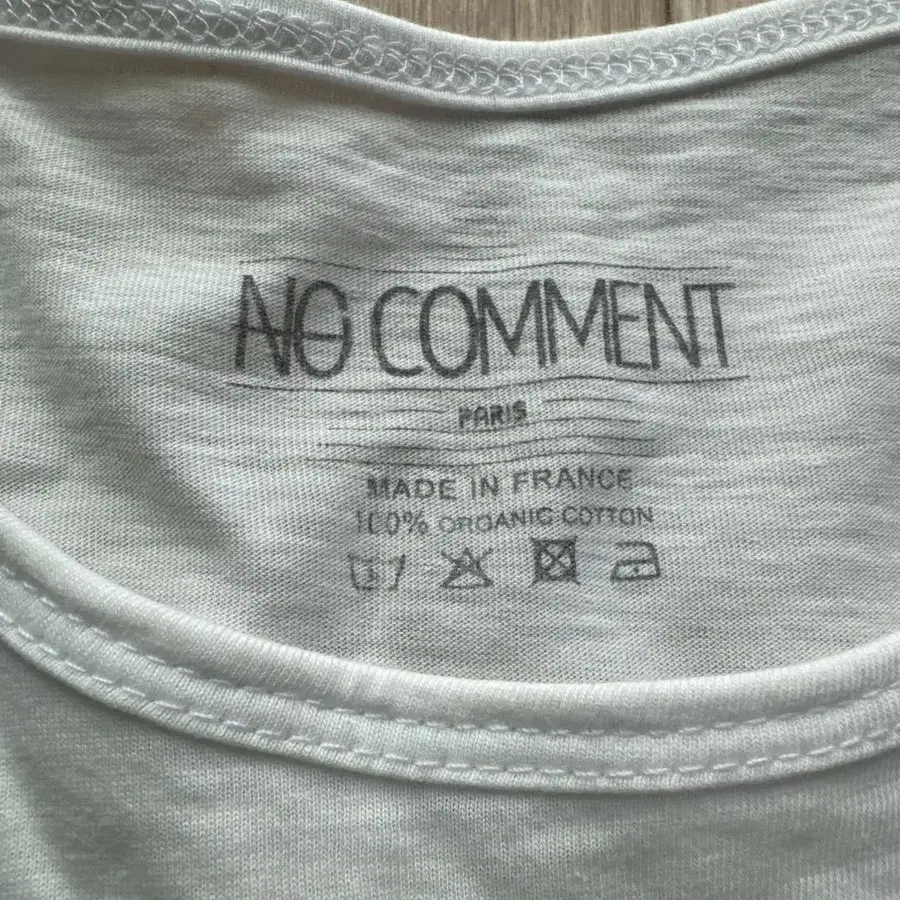 NO COMMENT
PARIS
MADE IN FRANCE
100% ORGANIC COTTON